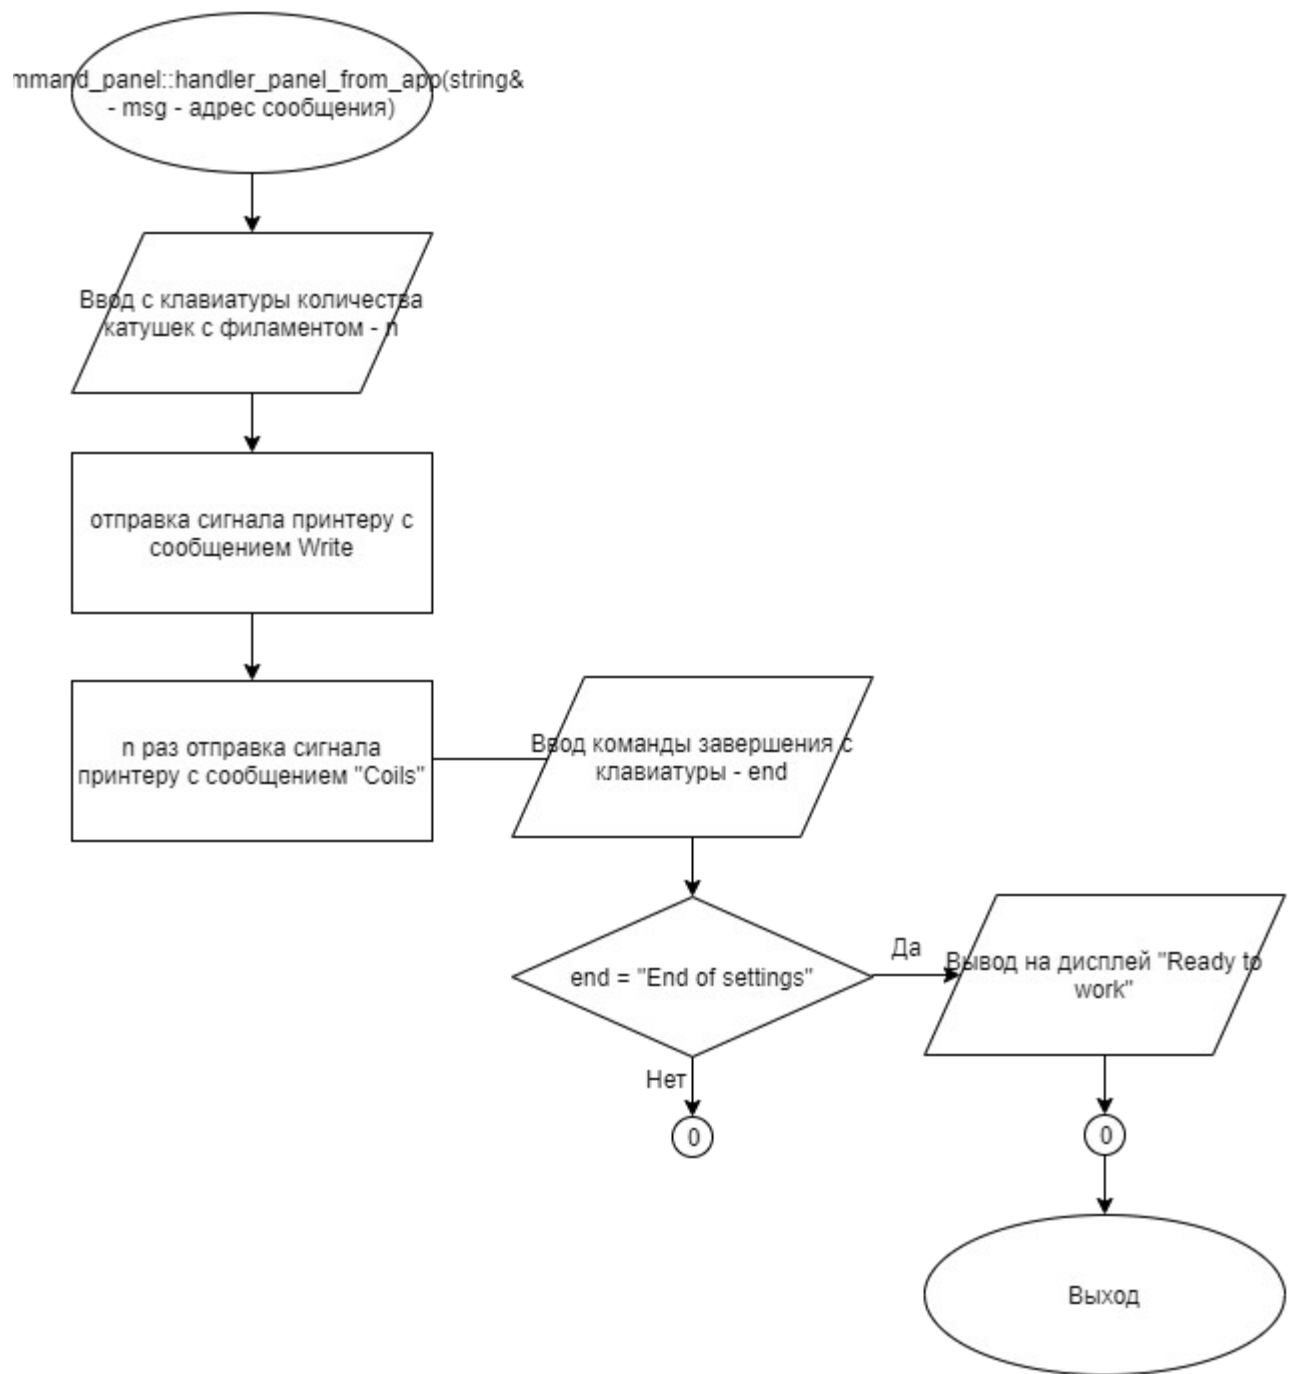 mmand_panel::handler_panel_from_app(string&
- msg - адрес сообщения)
Ввод с клавиатуры количества
катушек с филаментом - n
отправка сигнала принтеру с
сообщением Write
n раз отправка сигнала
принтеру с сообщением "Coils"
Ввод команды завершения с
клавиатуры - end
end = "End of settings"
Да
Вывод на дисплей "Ready to
work"
Нет
0
0
Выход